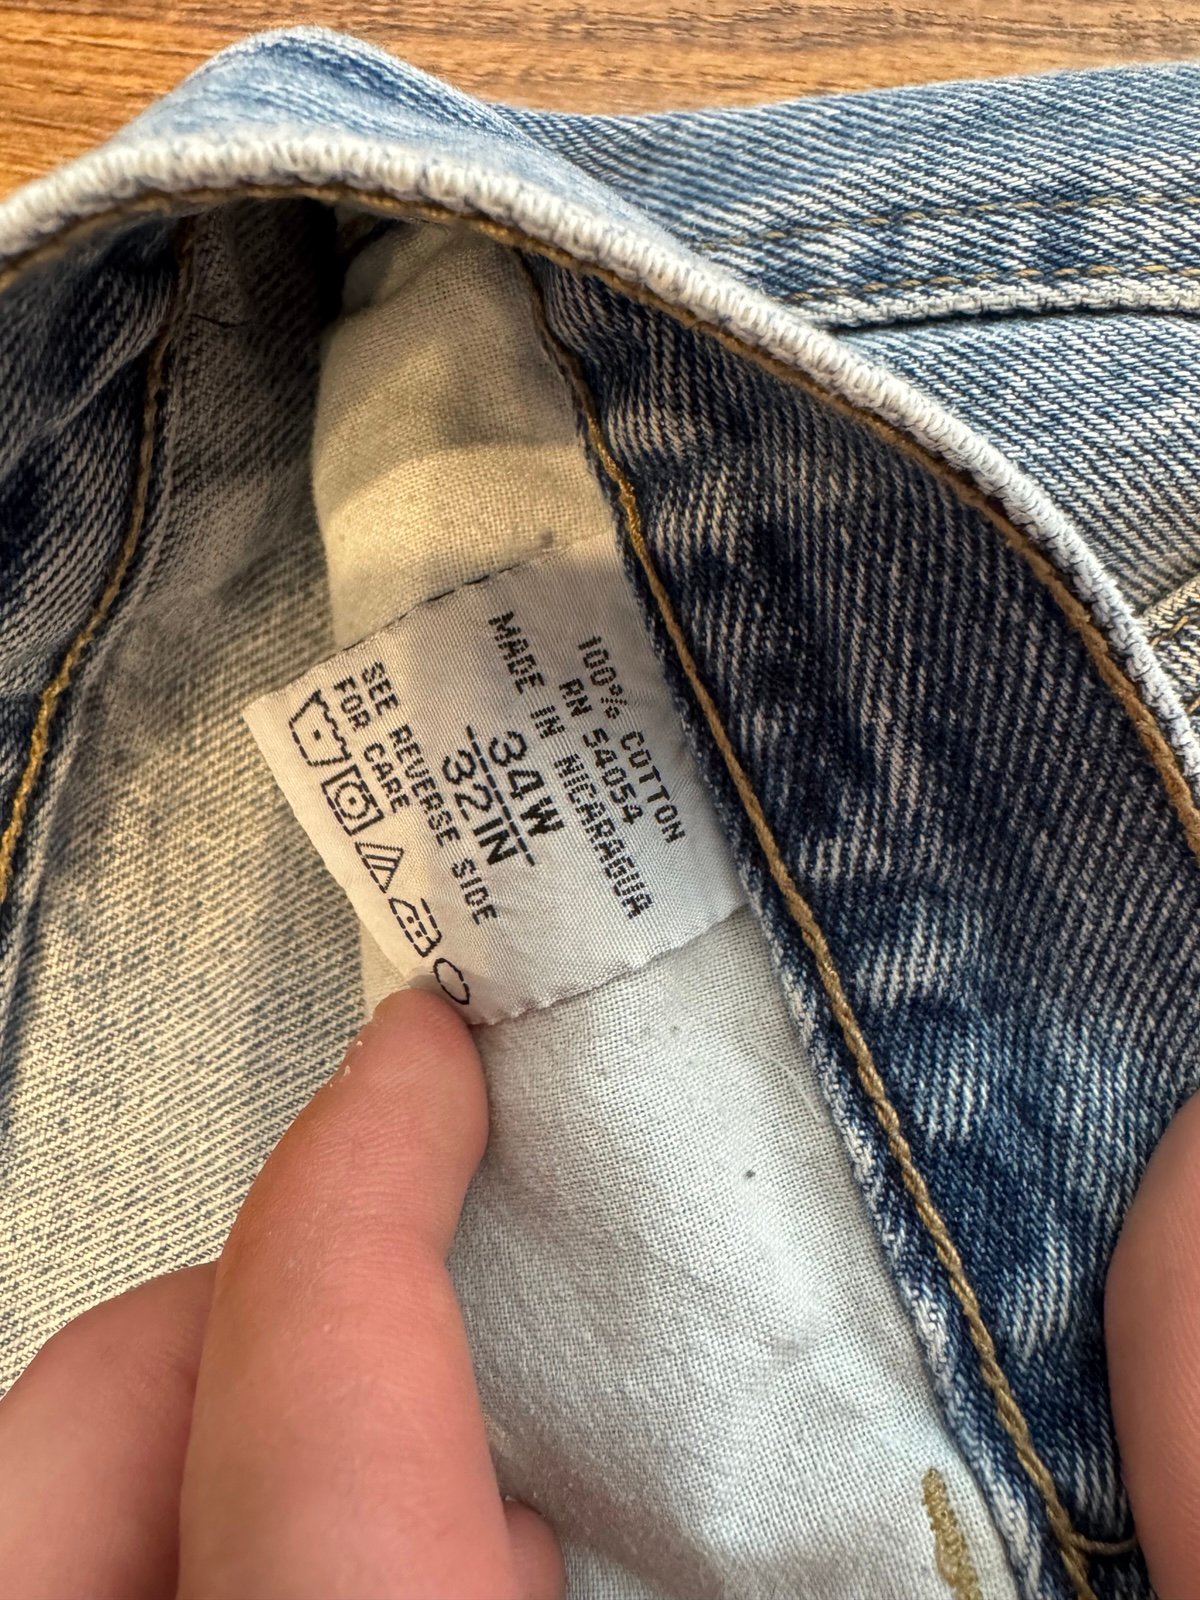 100% COTTON
RN 54054
MADE IN NICARAGUA
34W
32IN
SEE REVERSE SIDE
FOR CARE